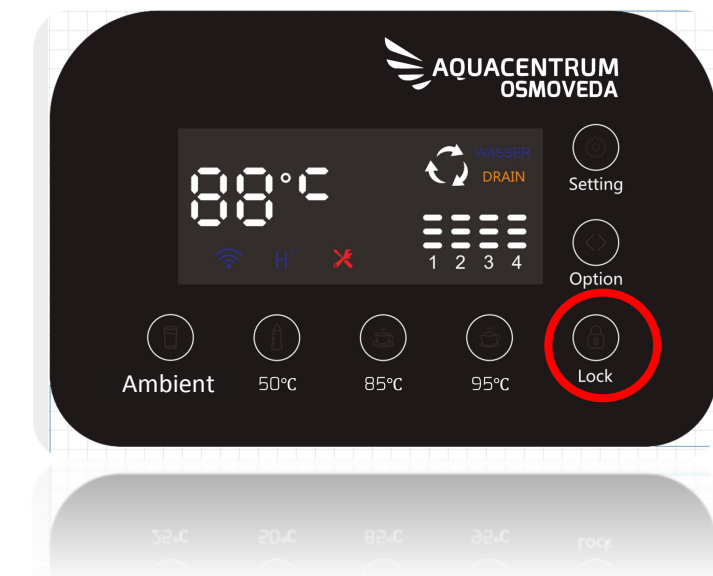 AQUACENTRUM
OSMOVEDA
88°C
WASSER
DRAIN
H
1 2 3 4
Setting
Option
Lock
Ambient 50°C 85°C 95°C